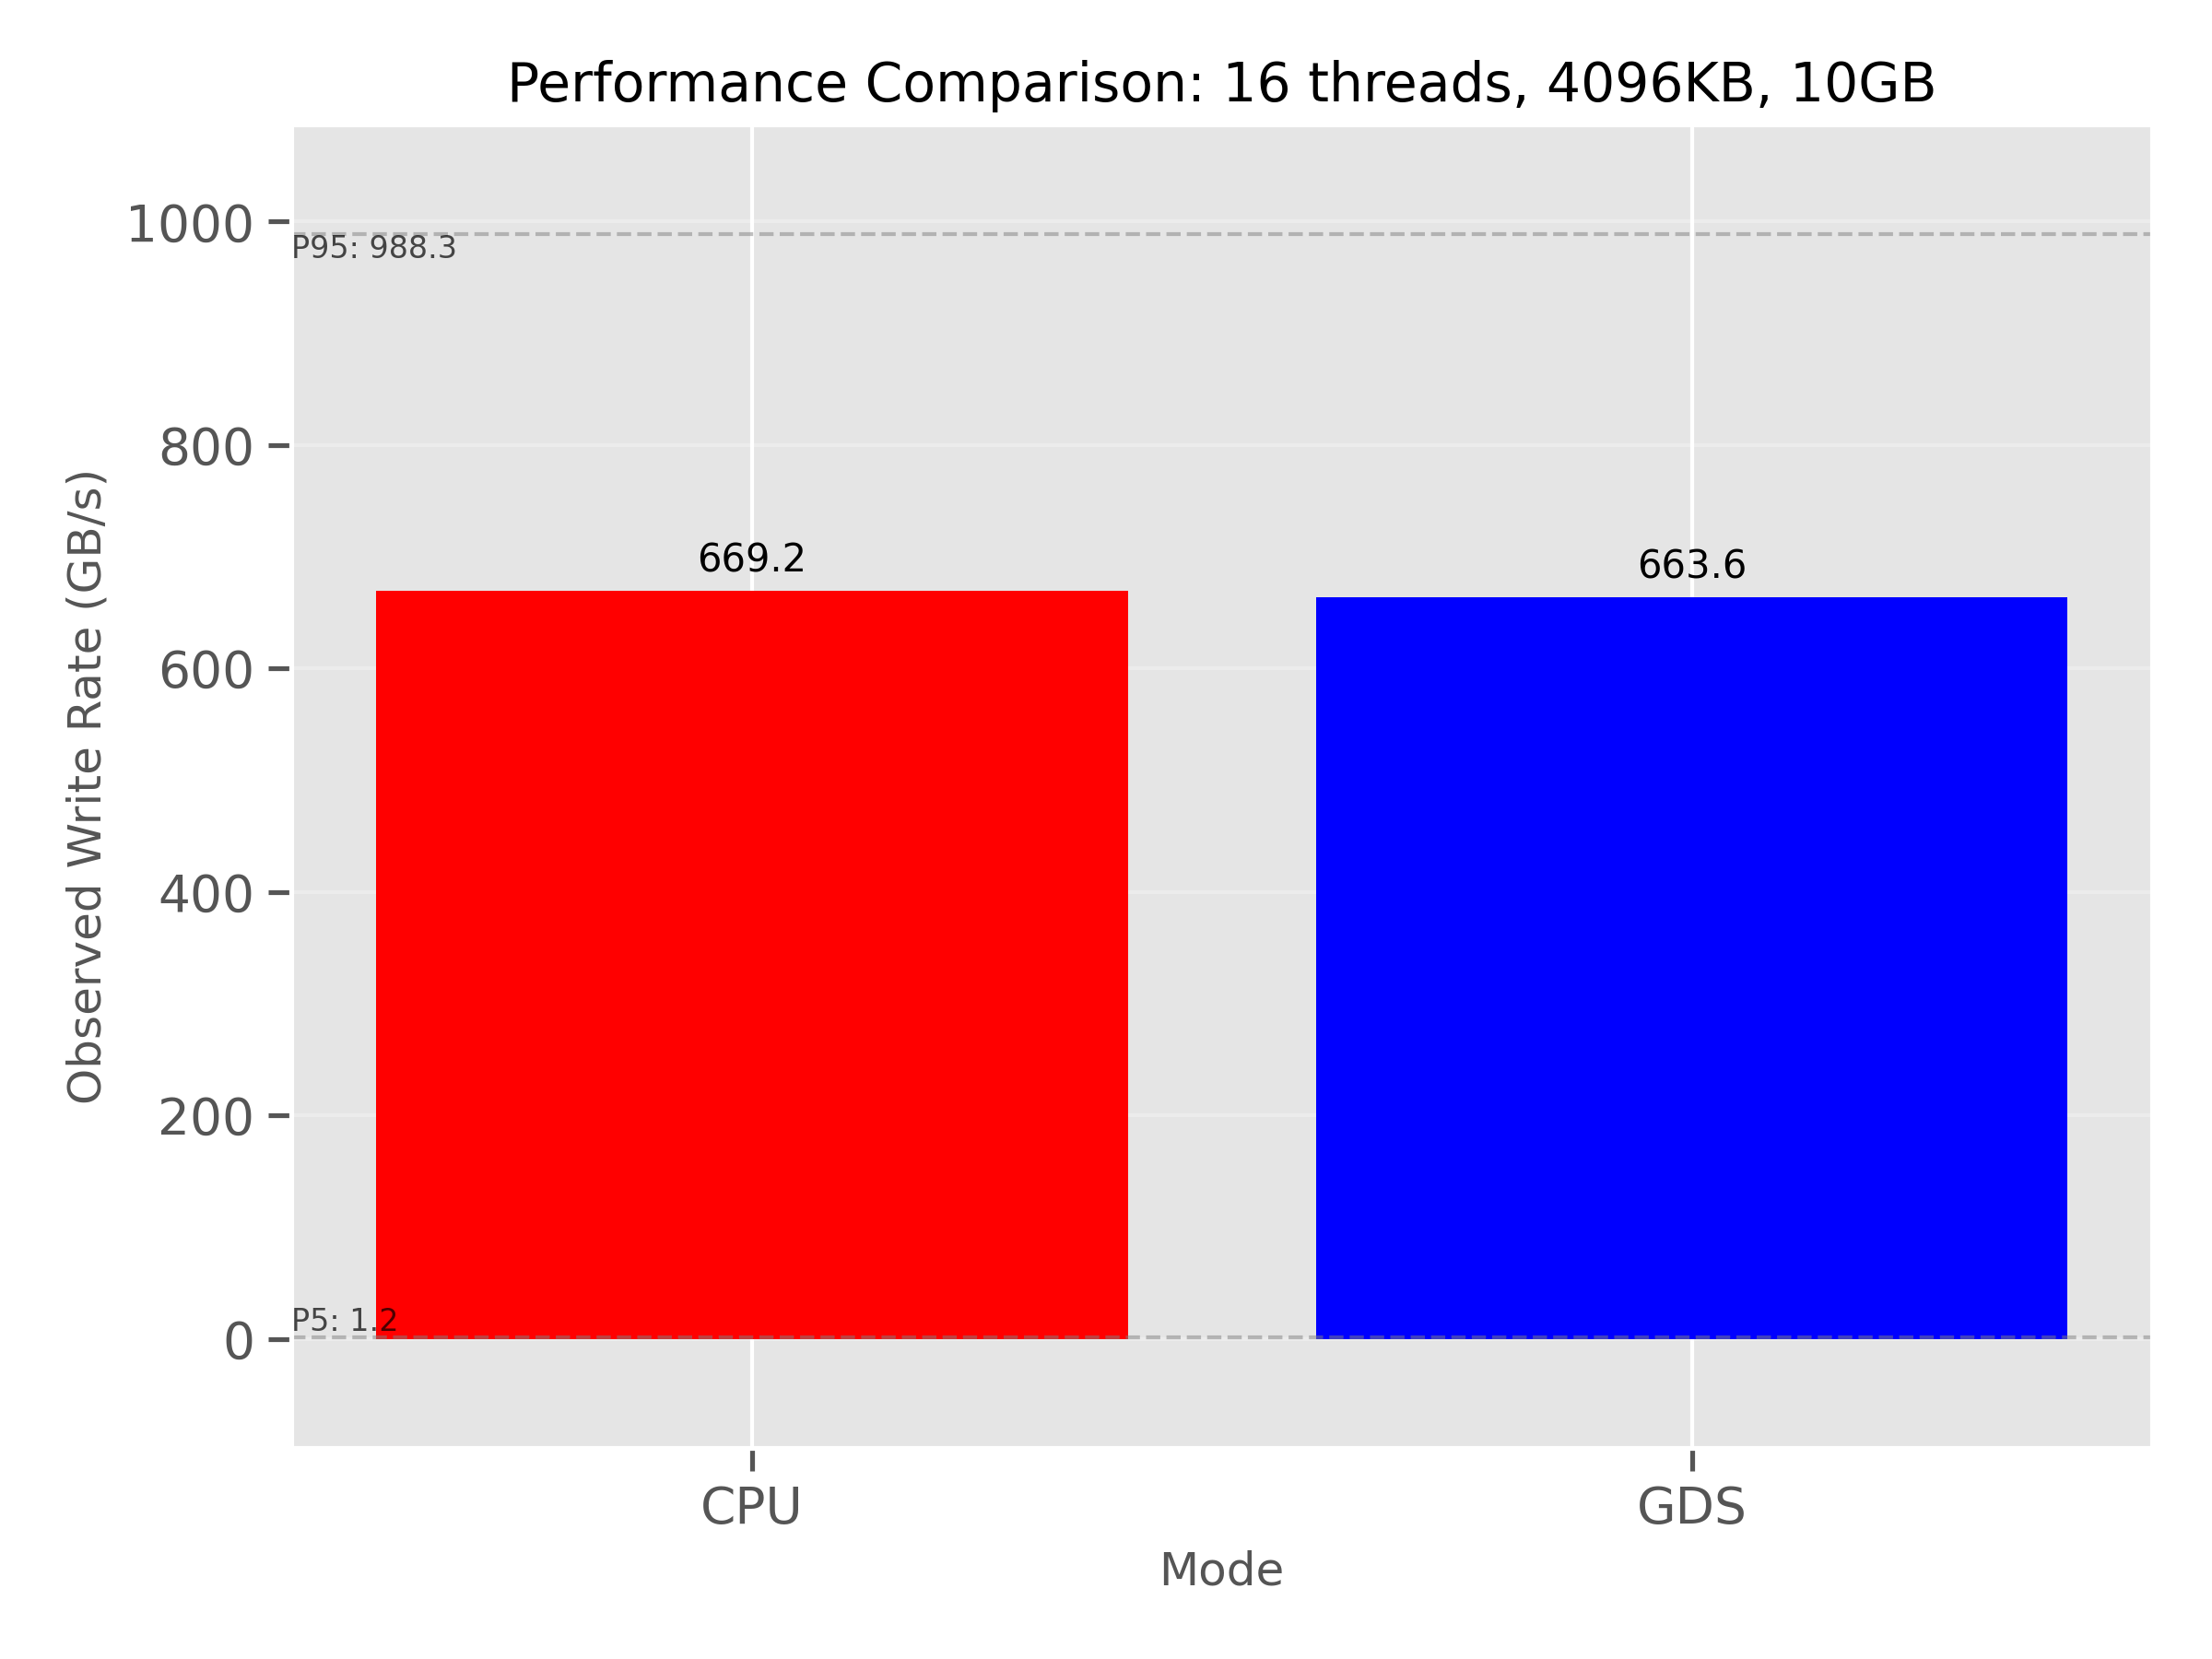 Performance Comparison: 16 threads, 4096KB, 10GB
Observed Write Rate (GB/s)
1000
P95: 988.3
800
669.2
663.6
600
400
200
P5: 1.2
0
CPU
GDS
Mode